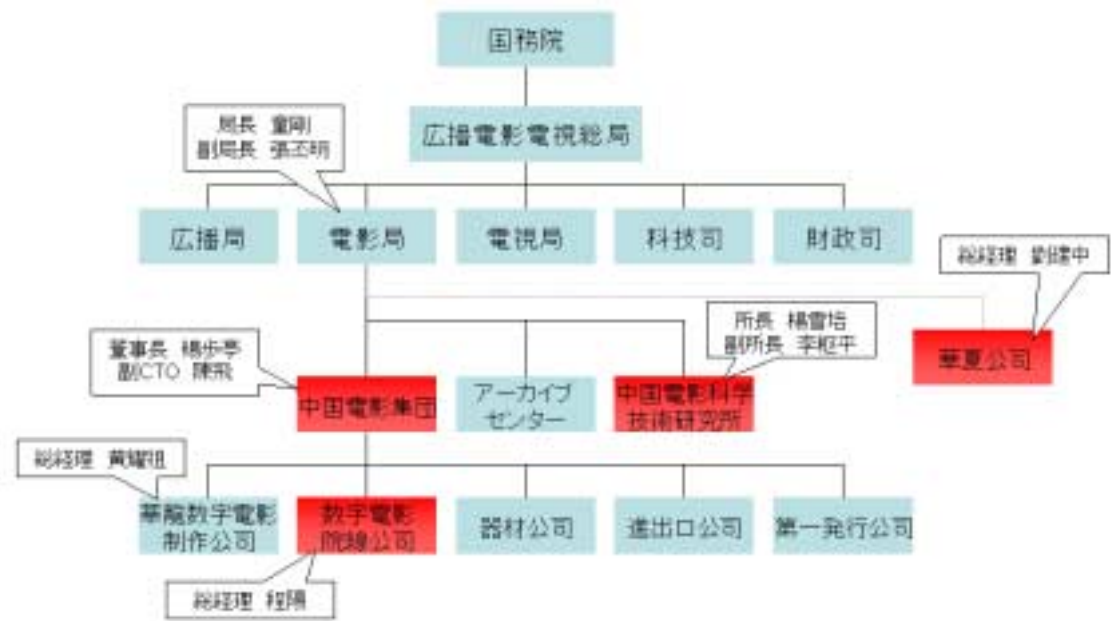 国務院
局長 童剛
副局長 張丕明
広播電影電視総局
広播局
電影局
電視局
科技司
財政司
総経理 劉建中
董事長 楊歩亭
副CTO 陳飛
所長 楊雪培
副所長 李枢平
華夏公司
中国電影集団
アーカイブ
センター
中国電影科学
技術研究所
総経理 黄耀祖
華龍数字電影
制作公司
数字電影
院線公司
器材公司
進出口公司
第一発行公司
総経理 程陽